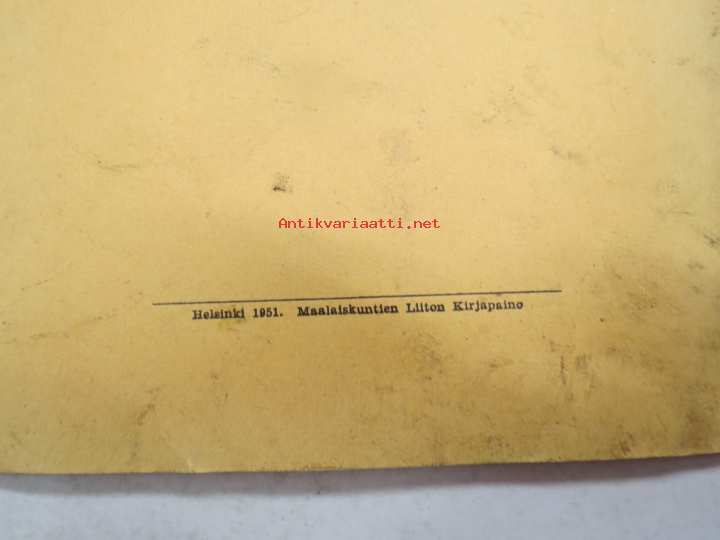 Antikvariaatti.net
Helsinki 1951. Maalaiskuntien Liiton Kirjapaino